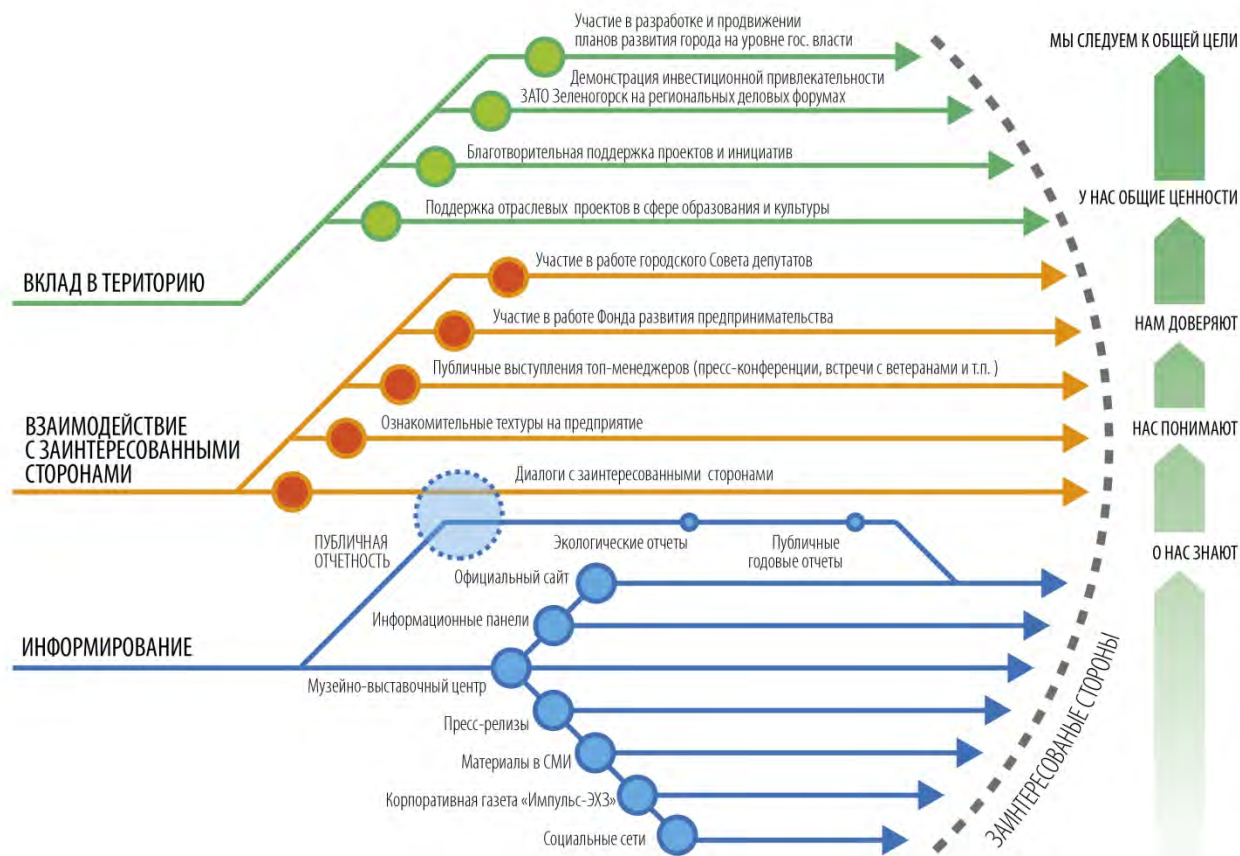 Участие в разработке и продвижении
планов развития города на уровне гос. власти
МЫ СЛЕДУЕМ К ОБЩЕЙ ЦЕЛИ
Демонстрация инвестиционной привлекательности
ЗАТО Зеленогорск на региональных деловых форумах
Благотворительная поддержка проектов и инициатив
У НАС ОБЩИЕ ЦЕННОСТИ
Поддержка отраслевых проектов в сфере образования и культуры
ВКЛАД В ТЕРИТОРИЮ
Участие в работе городского Совета депутатов
Участие в работе Фонда развития предпринимательства
НАМ ДОВЕРЯЮТ
Публичные выступления топ-менеджеров (пресс-конференции, встречи с ветеранами и т.п. )
ВЗАИМОДЕЙСТВИЕ
С ЗАИНТЕРЕСОВАННЫМИ
СТОРОНАМИ
Ознакомительные техтуры на предприятие
НАС ПОНИМАЮТ
Диалоги с заинтересованными сторонами
ПУБЛИЧНАЯ
ОТЧЕТНОСТЬ
Экологические отчеты
Публичные
годовые отчеты
О НАС ЗНАЮТ
Официальный сайт
Информационные панели
ИНФОРМИРОВАНИЕ
Музейно-выставочный центр
Пресс-релизы
Материалы в СМИ
Корпоративная газета «Импульс-ЭХЗ»
Социальные сети
ЗАИНТЕРЕСОВАНЫЕ СТОРОНЫ